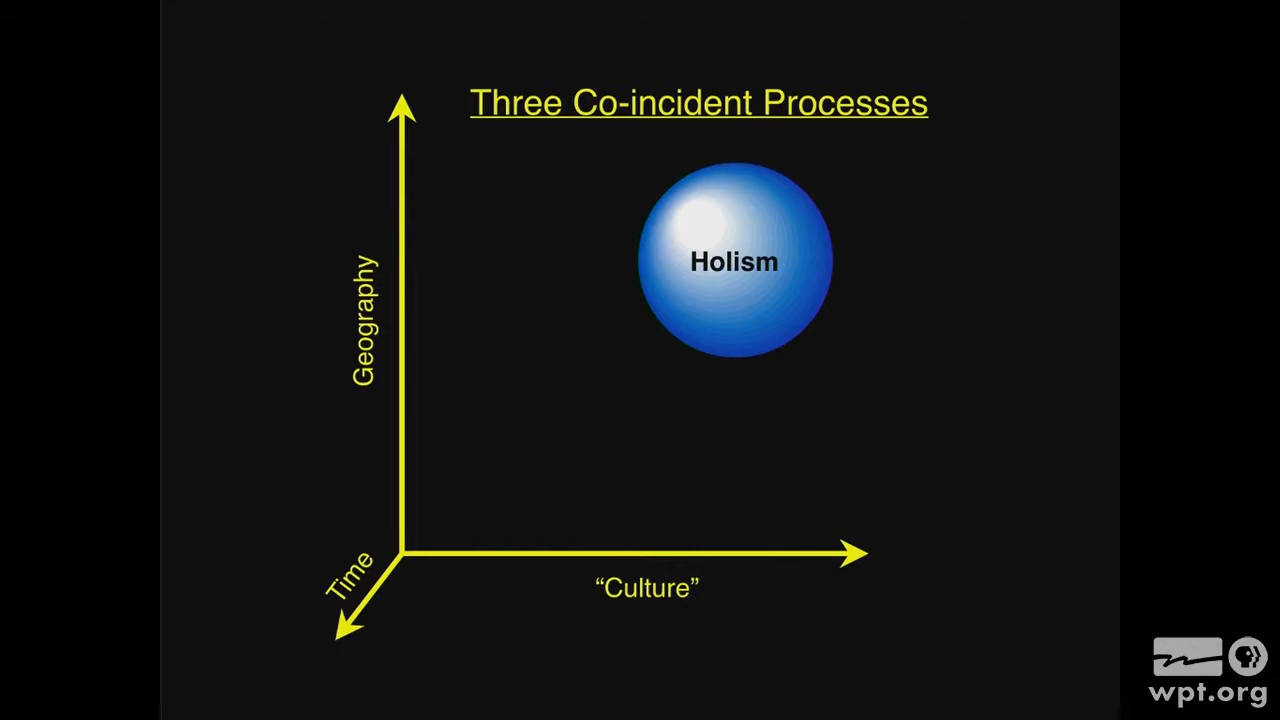 Three Co-incident Processes
Holism
Geography
Time
“Culture”
wpt.org